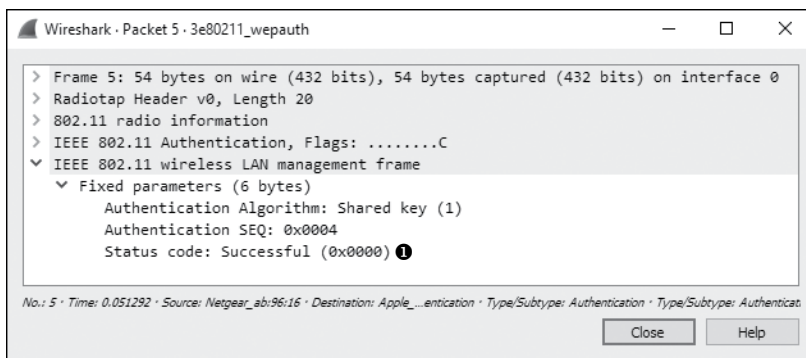 Wireshark · Packet 5 · 3e80211_wepauth
Frame 5: 54 bytes on wire (432 bits), 54 bytes captured (432 bits) on interface 0
Radiotap Header v0, Length 20
802.11 radio information
IEEE 802.11 Authentication, Flags: ........C
IEEE 802.11 wireless LAN management frame
Fixed parameters (6 bytes)
Authentication Algorithm: Shared key (1)
Authentication SEQ: 0x0004
Status code: Successful (0x0000) ❶
No.: 5 · Time: 0.051292 · Source: Netgear_ab:96:16 · Destination: Apple_...entication · Type/Subtype: Authentication · Type/Subtype: Authenticati
Close Help